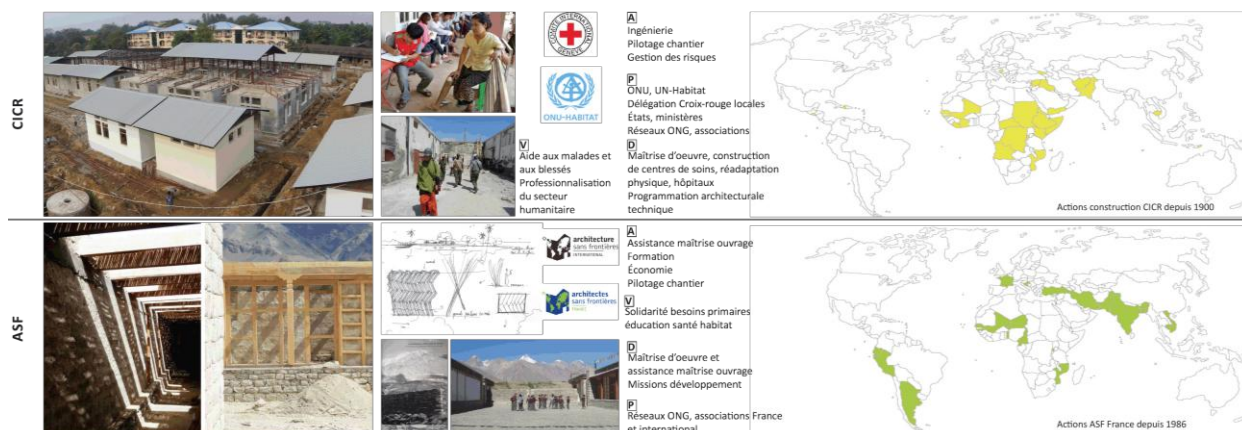 CICR
COMITE INTERNATIONAL GENEVE
ONU-HABITAT
V
Aide aux malades et
aux blessés
Professionnalisation
du secteur
humanitaire
A
Ingénierie
Pilotage chantier
Gestion des risques
P
ONU, UN-Habitat
Délégation Croix-rouge locales
États, ministères
Réseaux ONG, associations
D
Maîtrise d'oeuvre, construction
de centres de soins, réadaptation
physique, hôpitaux
Programmation architecturale
technique
Actions construction CICR depuis 1900
ASF
architecture
sans frontières
INTERNATIONAL
architectes
sans frontières
A
Assistance maîtrise ouvrage
Formation
Économie
Pilotage chantier
V
Solidarité besoins primaires
éducation santé habitat
D
Maîtrise d'oeuvre et
assistance maîtrise ouvrage
Missions développement
P
Réseaux ONG, associations France
et international
Actions ASF France depuis 1986